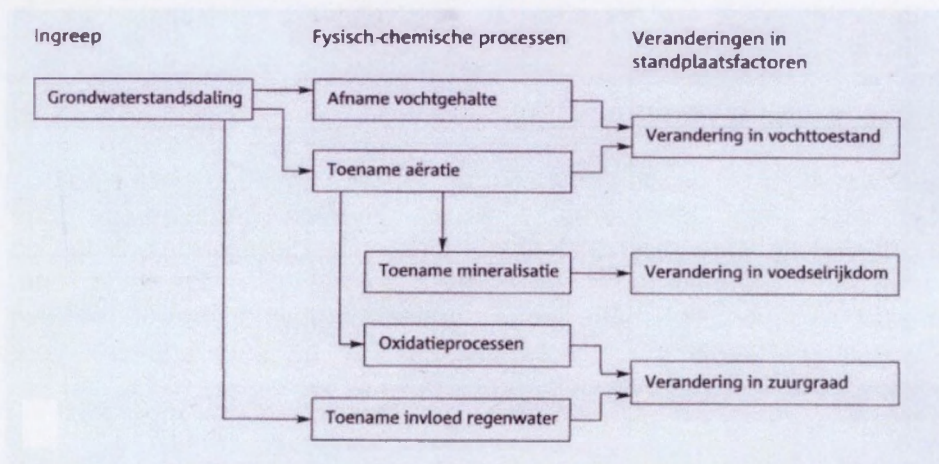 Ingreep
Fysisch-chemische processen
Veranderingen in
standplaatsfactoren
Grondwaterstandsdaling
Afname vochtgehalte
Verandering in vochttoestand
Toename aëratie
Toename mineralisatie
Verandering in voedselrijkdom
Oxidatieprocessen
Verandering in zuurgraad
Toename invloed regenwater